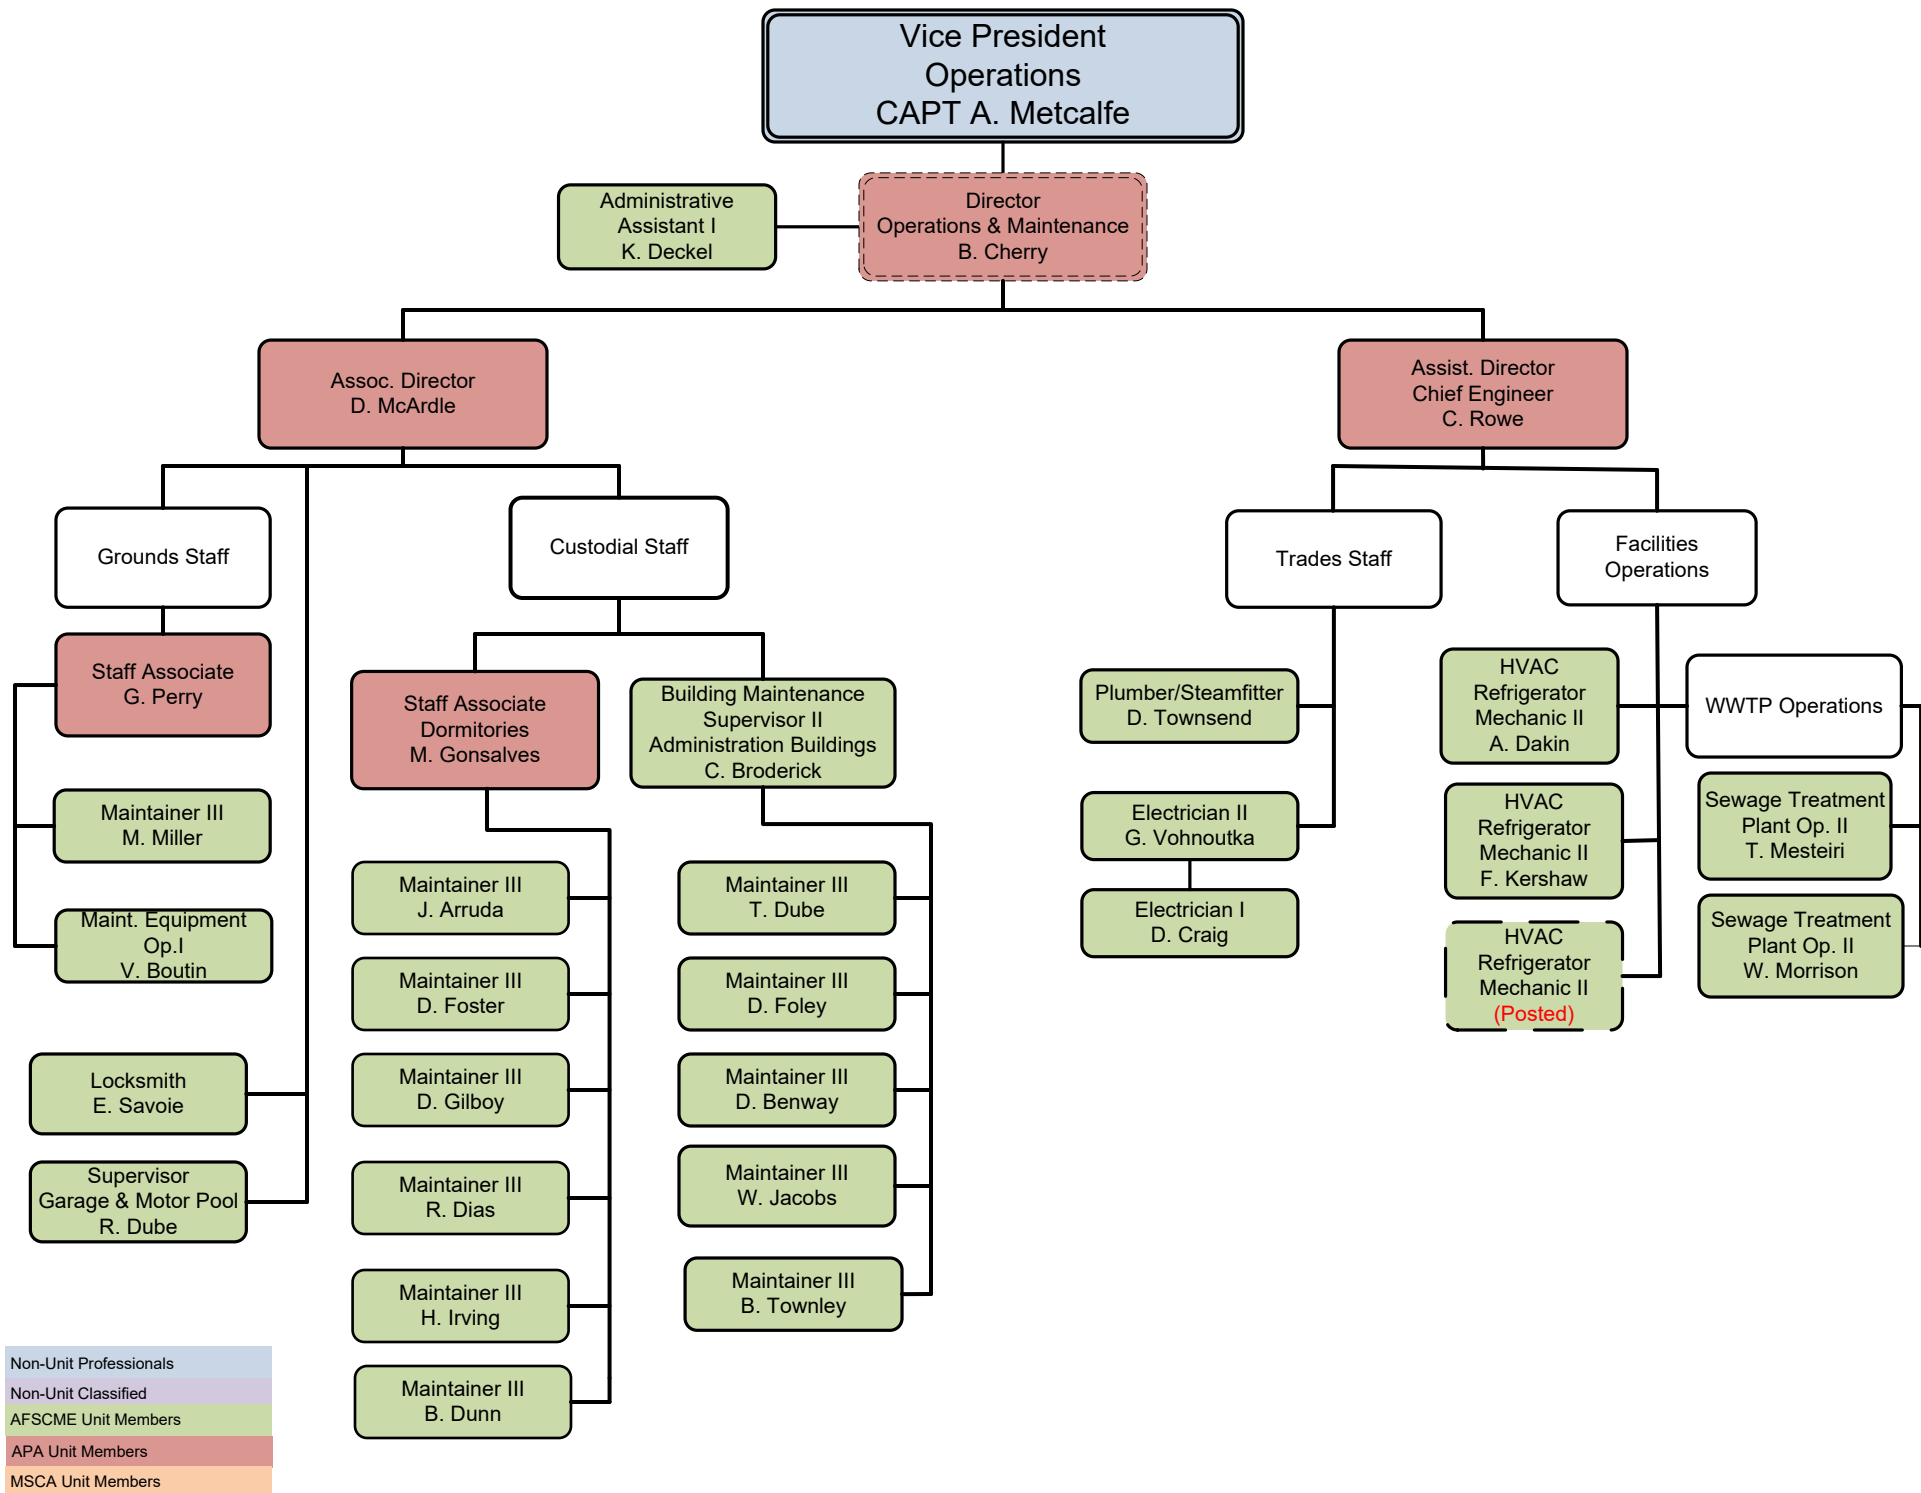 Vice President
Operations
CAPT A. Metcalfe
Administrative
Assistant I
K. Deckel
Director
Operations & Maintenance
B. Cherry
Assoc. Director
D. McArdle
Assist. Director
Chief Engineer
C. Rowe
Grounds Staff
Custodial Staff
Trades Staff
Facilities
Operations
Staff Associate
G. Perry
Staff Associate
Dormitories
M. Gonsalves
Building Maintenance
Supervisor II
Administration Buildings
C. Broderick
Plumber/Steamfitter
D. Townsend
HVAC
Refrigerator
Mechanic II
A. Dakin
WWTP Operations
Maintainer III
M. Miller
Electrician II
G. Vohnoutka
HVAC
Refrigerator
Mechanic II
F. Kershaw
Sewage Treatment
Plant Op. II
T. Mesteiri
Maint. Equipment
Op.I
V. Boutin
Maintainer III
J. Arruda
Maintainer III
T. Dube
Electrician I
D. Craig
HVAC
Refrigerator
Mechanic II
(Posted)
Sewage Treatment
Plant Op. II
W. Morrison
Maintainer III
D. Foster
Maintainer III
D. Foley
Locksmith
E. Savoie
Maintainer III
D. Gilboy
Maintainer III
D. Benway
Supervisor
Garage & Motor Pool
R. Dube
Maintainer III
R. Dias
Maintainer III
W. Jacobs
Maintainer III
H. Irving
Maintainer III
B. Townley
Maintainer III
B. Dunn
Non-Unit Professionals
Non-Unit Classified
AFSCME Unit Members
APA Unit Members
MSCA Unit Members